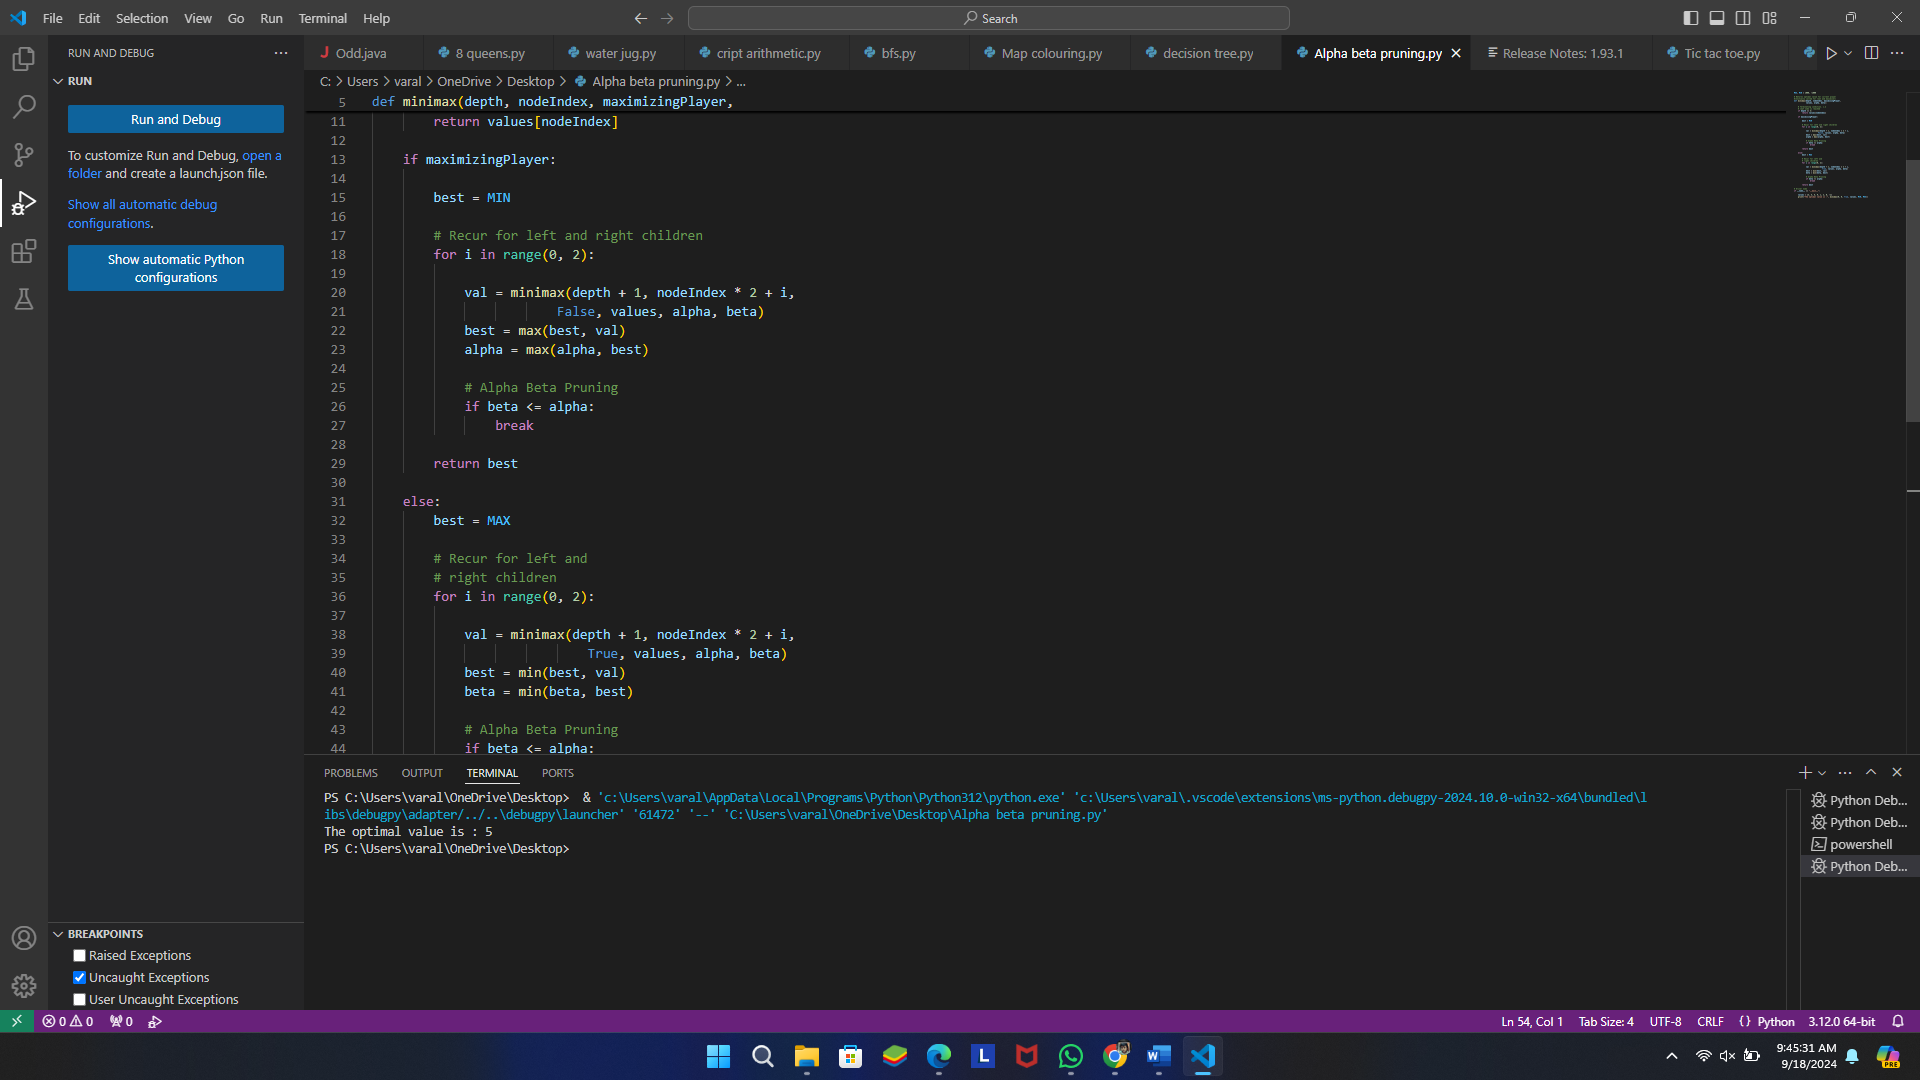 File Edit Selection View Go Run Terminal Help
Search
RUN AND DEBUG
RUN
Run and Debug
To customize Run and Debug, open a
folder and create a launch.json file.
Show all automatic debug
configurations.
Show automatic Python
configurations
Odd.java 8 queens.py water jug.py cript arithmetic.py bfs.py Map colouring.py decision tree.py Alpha beta pruning.py Release Notes: 1.93.1 Tic tac toe.py
C: > Users > varal > OneDrive > Desktop > Alpha beta pruning.py > ...
5 def minimax(depth, nodeIndex, maximizingPlayer,
11 return values[nodeIndex]
12
13 if maximizingPlayer:
14
15 best = MIN
16
17 # Recur for left and right children
18 for i in range(0, 2):
19
20 val = minimax(depth + 1, nodeIndex * 2 + i,
21 False, values, alpha, beta)
22 best = max(best, val)
23 alpha = max(alpha, best)
24
25 # Alpha Beta Pruning
26 if beta <= alpha:
27 break
28
29 return best
30
31 else:
32 best = MAX
33
34 # Recur for left and
35 # right children
36 for i in range(0, 2):
37
38 val = minimax(depth + 1, nodeIndex * 2 + i,
39 True, values, alpha, beta)
40 best = min(best, val)
41 beta = min(beta, best)
42
43 # Alpha Beta Pruning
44 if beta <= alpha:
PROBLEMS OUTPUT TERMINAL PORTS
PS C:\Users\varal\OneDrive\Desktop> & 'c:\Users\varal\AppData\Local\Programs\Python\Python312\python.exe' 'c:\Users\varal\.vscode\extensions\ms-python.debugpy-2024.10.0-win32-x64\bundled\l
ibs\debugpy\adapter/../..\debugpy\launcher' '61472' '--' 'C:\Users\varal\OneDrive\Desktop\Alpha beta pruning.py'
The optimal value is : 5
PS C:\Users\varal\OneDrive\Desktop>
Python Deb...
Python Deb...
powershell
Python Deb...
BREAKPOINTS
Raised Exceptions
Uncaught Exceptions
User Uncaught Exceptions
0 0 0
Ln 54, Col 1 Tab Size: 4 UTF-8 CRLF {} Python 3.12.0 64-bit
L
W
PRE
9:45:31 AM
9/18/2024